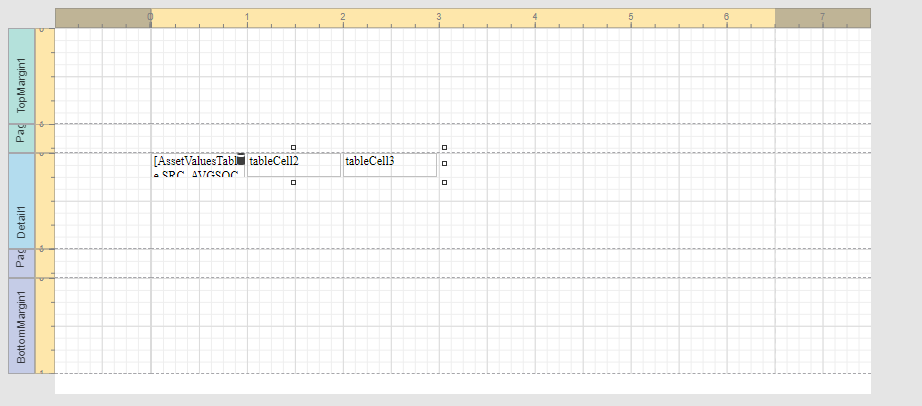 0 1 2 3 4 5 6 7
TopMargin1
Pag
[AssetValuesTabl
e.SRC_AVGSOC
tableCell2
tableCell3
Detail1
Pag
BottomMargin1